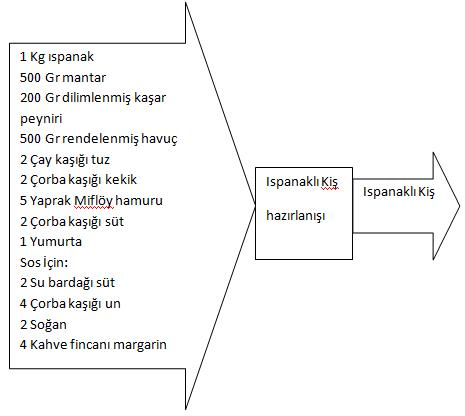 1 Kg ıspanak
500 Gr mantar
200 Gr dilimlenmiş kaşar
peyniri
500 Gr rendelenmiş havuç
2 Çay kaşığı tuz
2 Çorba kaşığı kekik
5 Yaprak Miflöy hamuru
2 Çorba kaşığı süt
1 Yumurta
Sos İçin:
2 Su bardağı süt
4 Çorba kaşığı un
2 Soğan
4 Kahve fincanı margarin
Ispanaklı Kiş
hazırlanışı
Ispanaklı Kiş